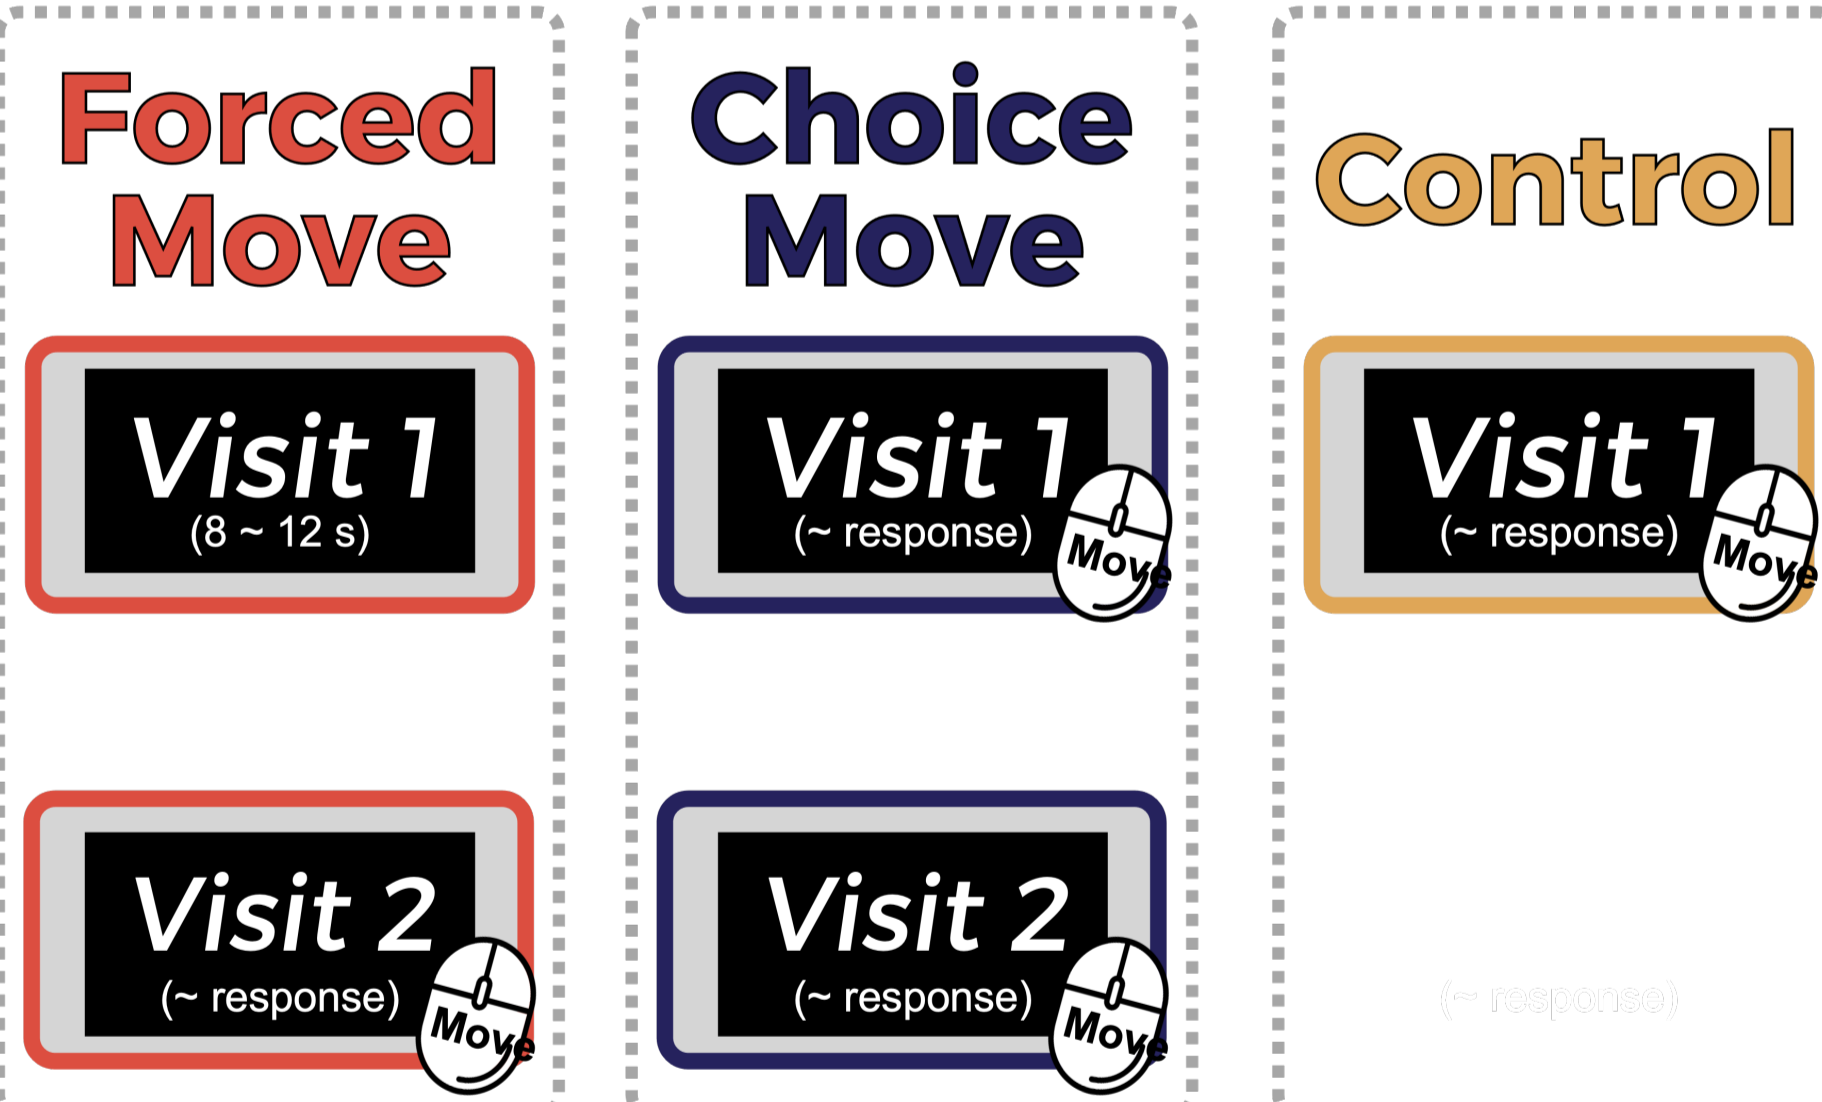 Forced
Move
Visit 1
(8 ~ 12 s)
Visit 2
(~ response)
Move
Choice
Move
Visit 1
(~ response)
Move
Visit 2
(~ response)
Move
Control
Visit 1
(~ response)
Move
(~ response)